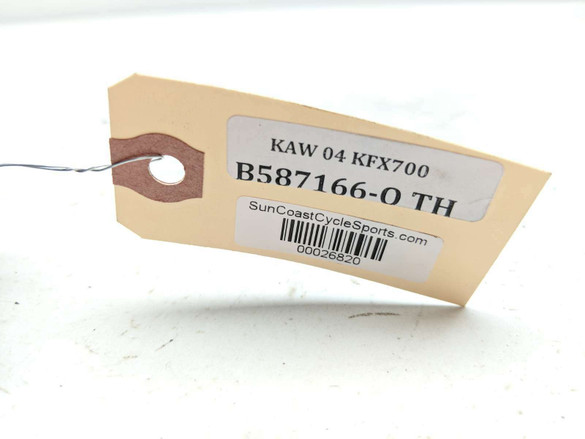 KAW 04 KFX700
B587166-O TH
SunCoastCycleSports.com
00026820